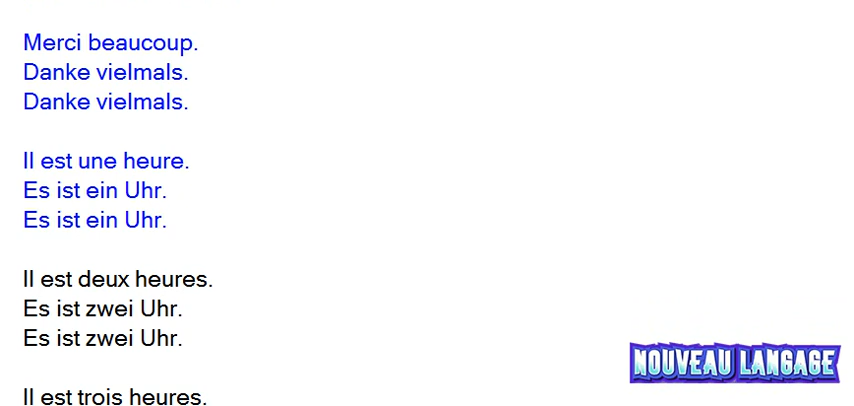 Merci beaucoup.
Danke vielmals.
Danke vielmals.
Il est une heure.
Es ist ein Uhr.
Es ist ein Uhr.
Il est deux heures.
Es ist zwei Uhr.
Es ist zwei Uhr.
NOUVEAU LANGAGE
Il est trois heures.